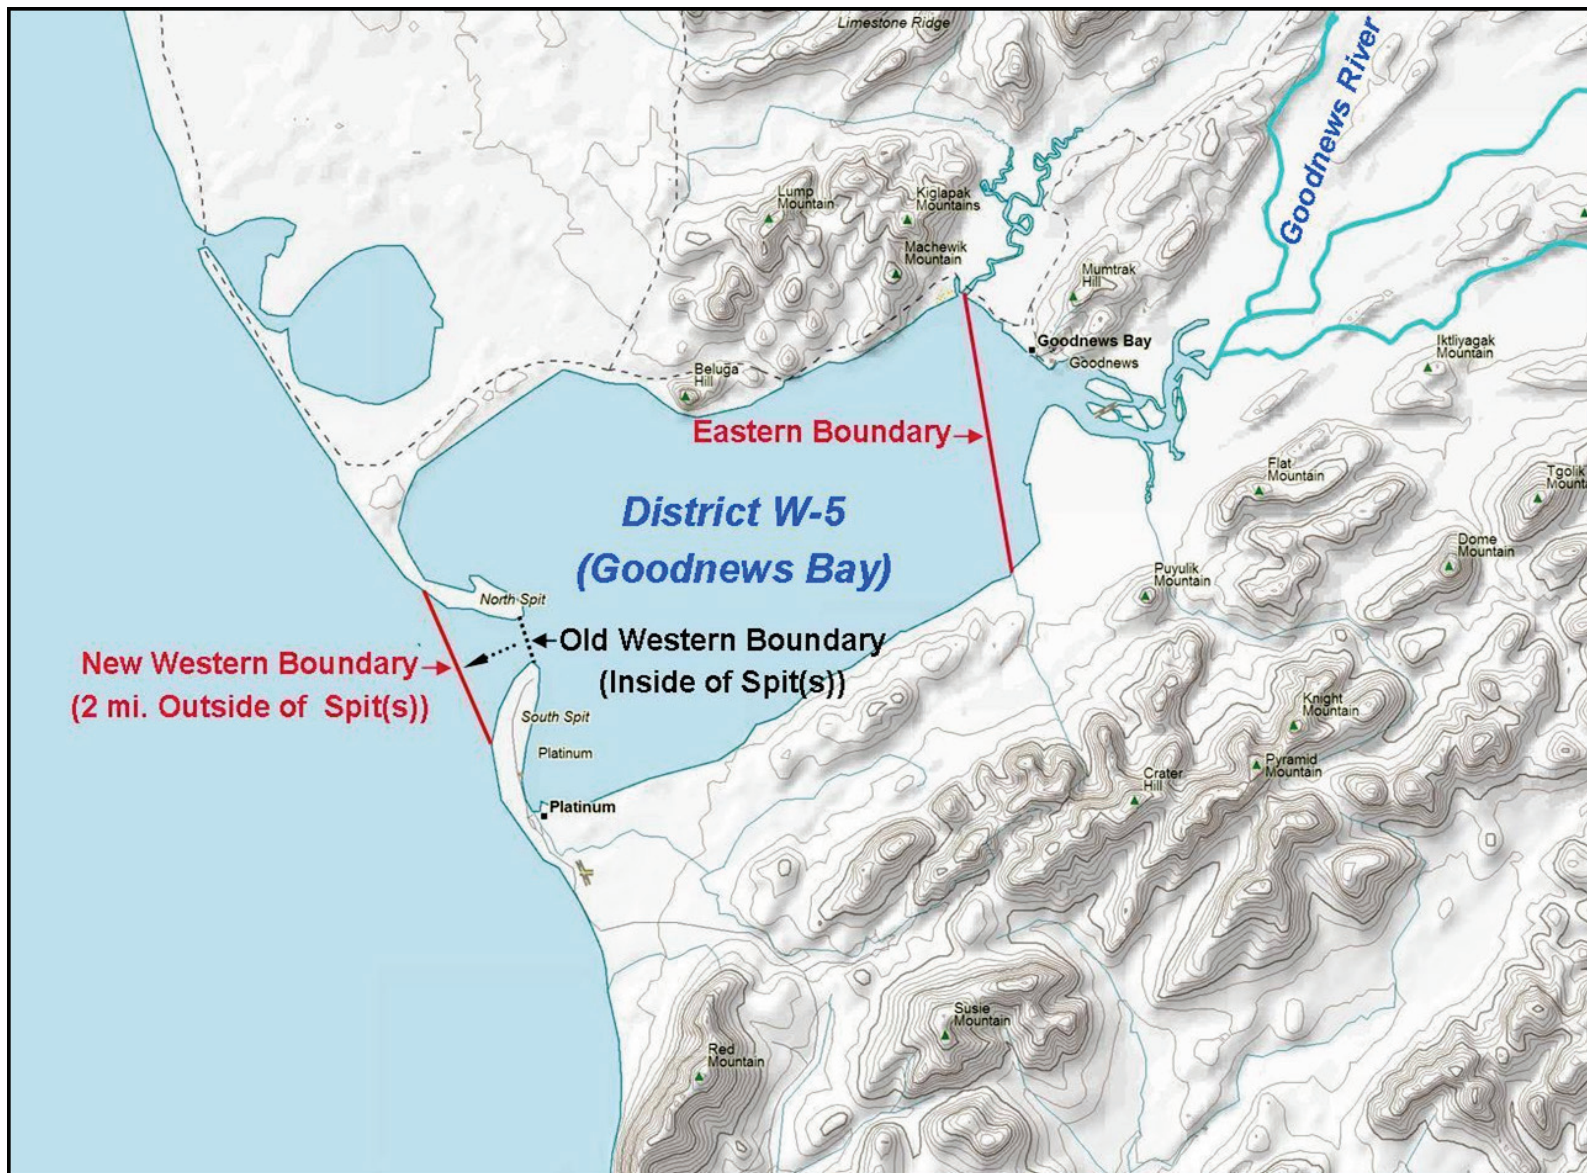 Limestone Ridge
Goodnews River
Lump
Mountain
Kiglapak
Mountains
Machewik
Mountain
Mumtrak
Hill
Goodnews Bay
Goodnews
Iktliyagak
Mountain
Beluga
Hill
Eastern Boundary
Flat
Mountain
Tgolik
Mounta
District W-5
(Goodnews Bay)
Dome
Mountain
Puyulik
Mountain
North Spit
Old Western Boundary
(Inside of Spit(s))
New Western Boundary
(2 mi. Outside of Spit(s))
South Spit
Platinum
Knight
Mountain
Pyramid
Mountain
Crater
Hill
Platinum
Susie
Mountain
Red
Mountain